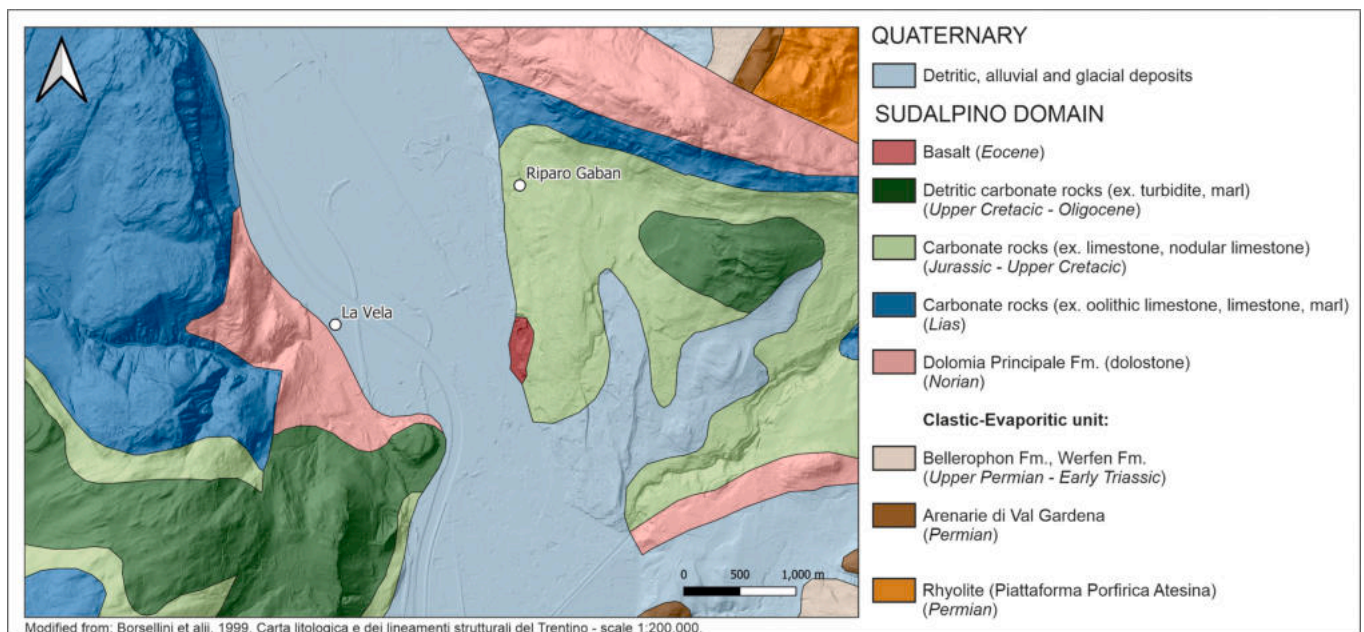 Riparo Gaban
La Vela
0 500 1,000 m
Modified from: Borsellini et alii, 1999, Carta litologica e dei lineamenti strutturali del Trentino - scale 1:200.000.
QUATERNARY
Detritic, alluvial and glacial deposits
SUDALPINO DOMAIN
Basalt (Eocene)
Detritic carbonate rocks (ex. turbidite, marl)
(Upper Cretacic - Oligocene)
Carbonate rocks (ex. limestone, nodular limestone)
(Jurassic - Upper Cretacic)
Carbonate rocks (ex. oolithic limestone, limestone, marl)
(Lias)
Dolomia Principale Fm. (dolostone)
(Norian)
Clastic-Evaporitic unit:
Bellerophon Fm., Werfen Fm.
(Upper Permian - Early Triassic)
Arenarie di Val Gardena
(Permian)
Rhyolite (Piattaforma Porfirica Atesina)
(Permian)